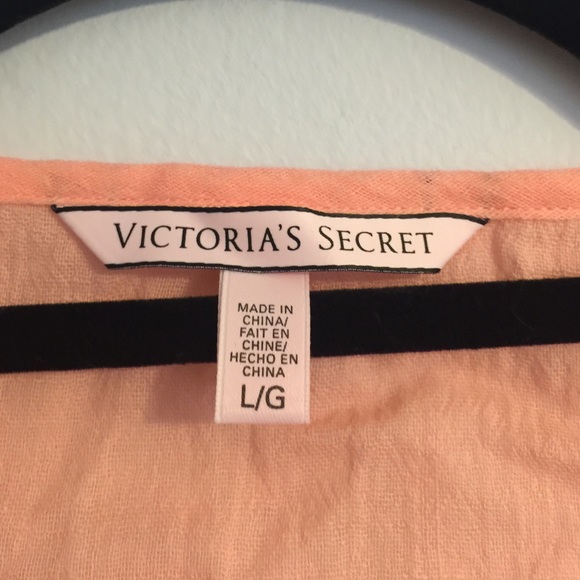 VICTORIA'S SECRET
MADE IN
CHINA/
FAIT EN
CHINE/
HECHO EN
CHINA
L/G